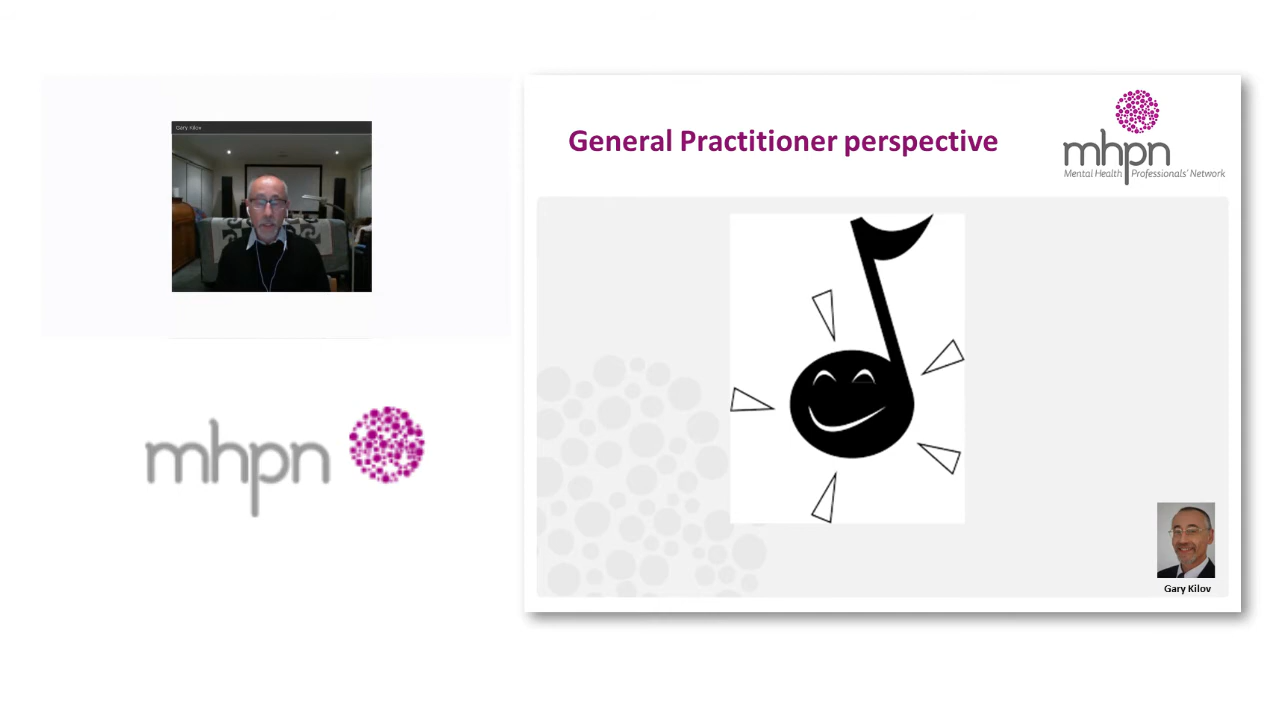 Gary Kilov
General Practitioner perspective
mhpn
Mental Health Professionals' Network
mhpn
Gary Kilov